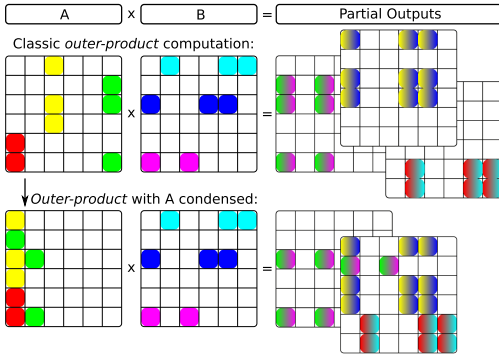 A x B = Partial Outputs
Classic outer-product computation:
x =
Outer-product with A condensed:
x =